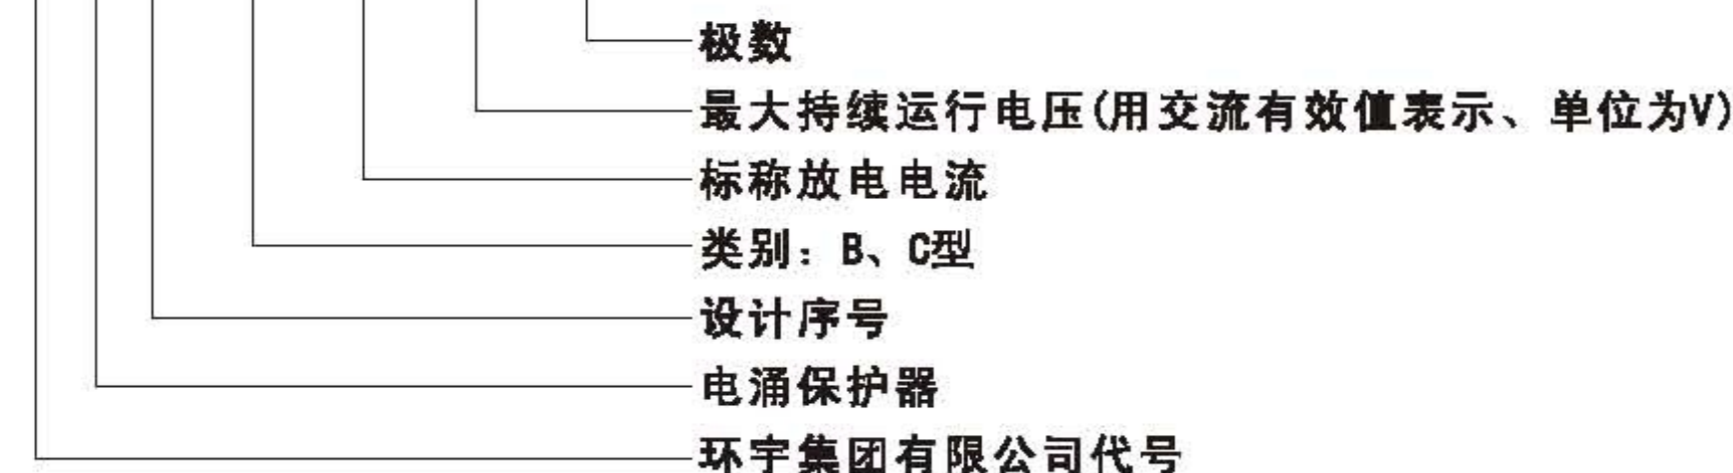 极数
最大持续运行电压(用交流有效值表示、单位为V)
标称放电电流
类别: B、C型
设计序号
电涌保护器
环宇集团有限公司代号